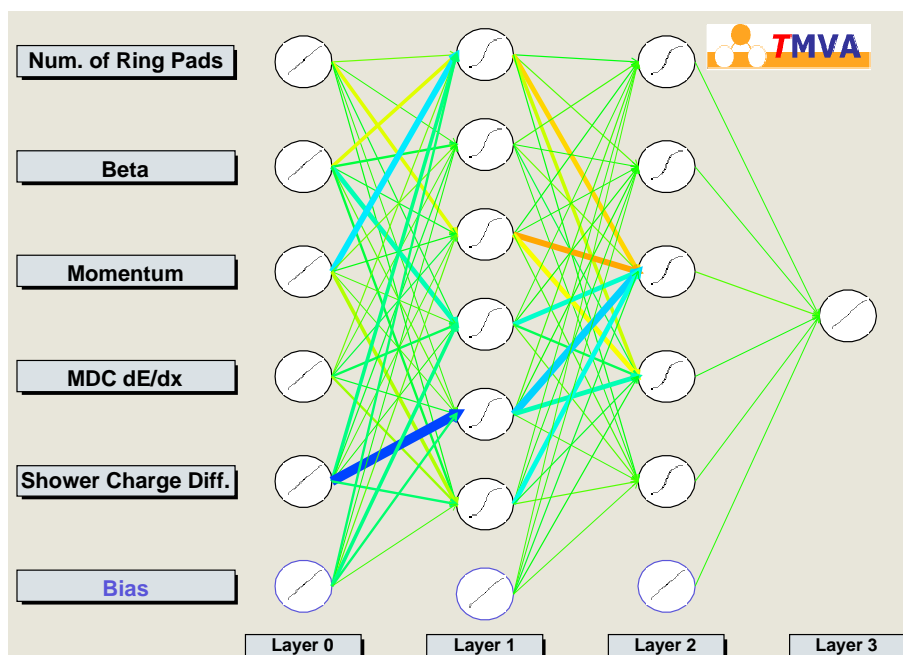 TMVA
Num. of Ring Pads
Beta
Momentum
MDC dE/dx
Shower Charge Diff.
Bias
Layer 0
Layer 1
Layer 2
Layer 3